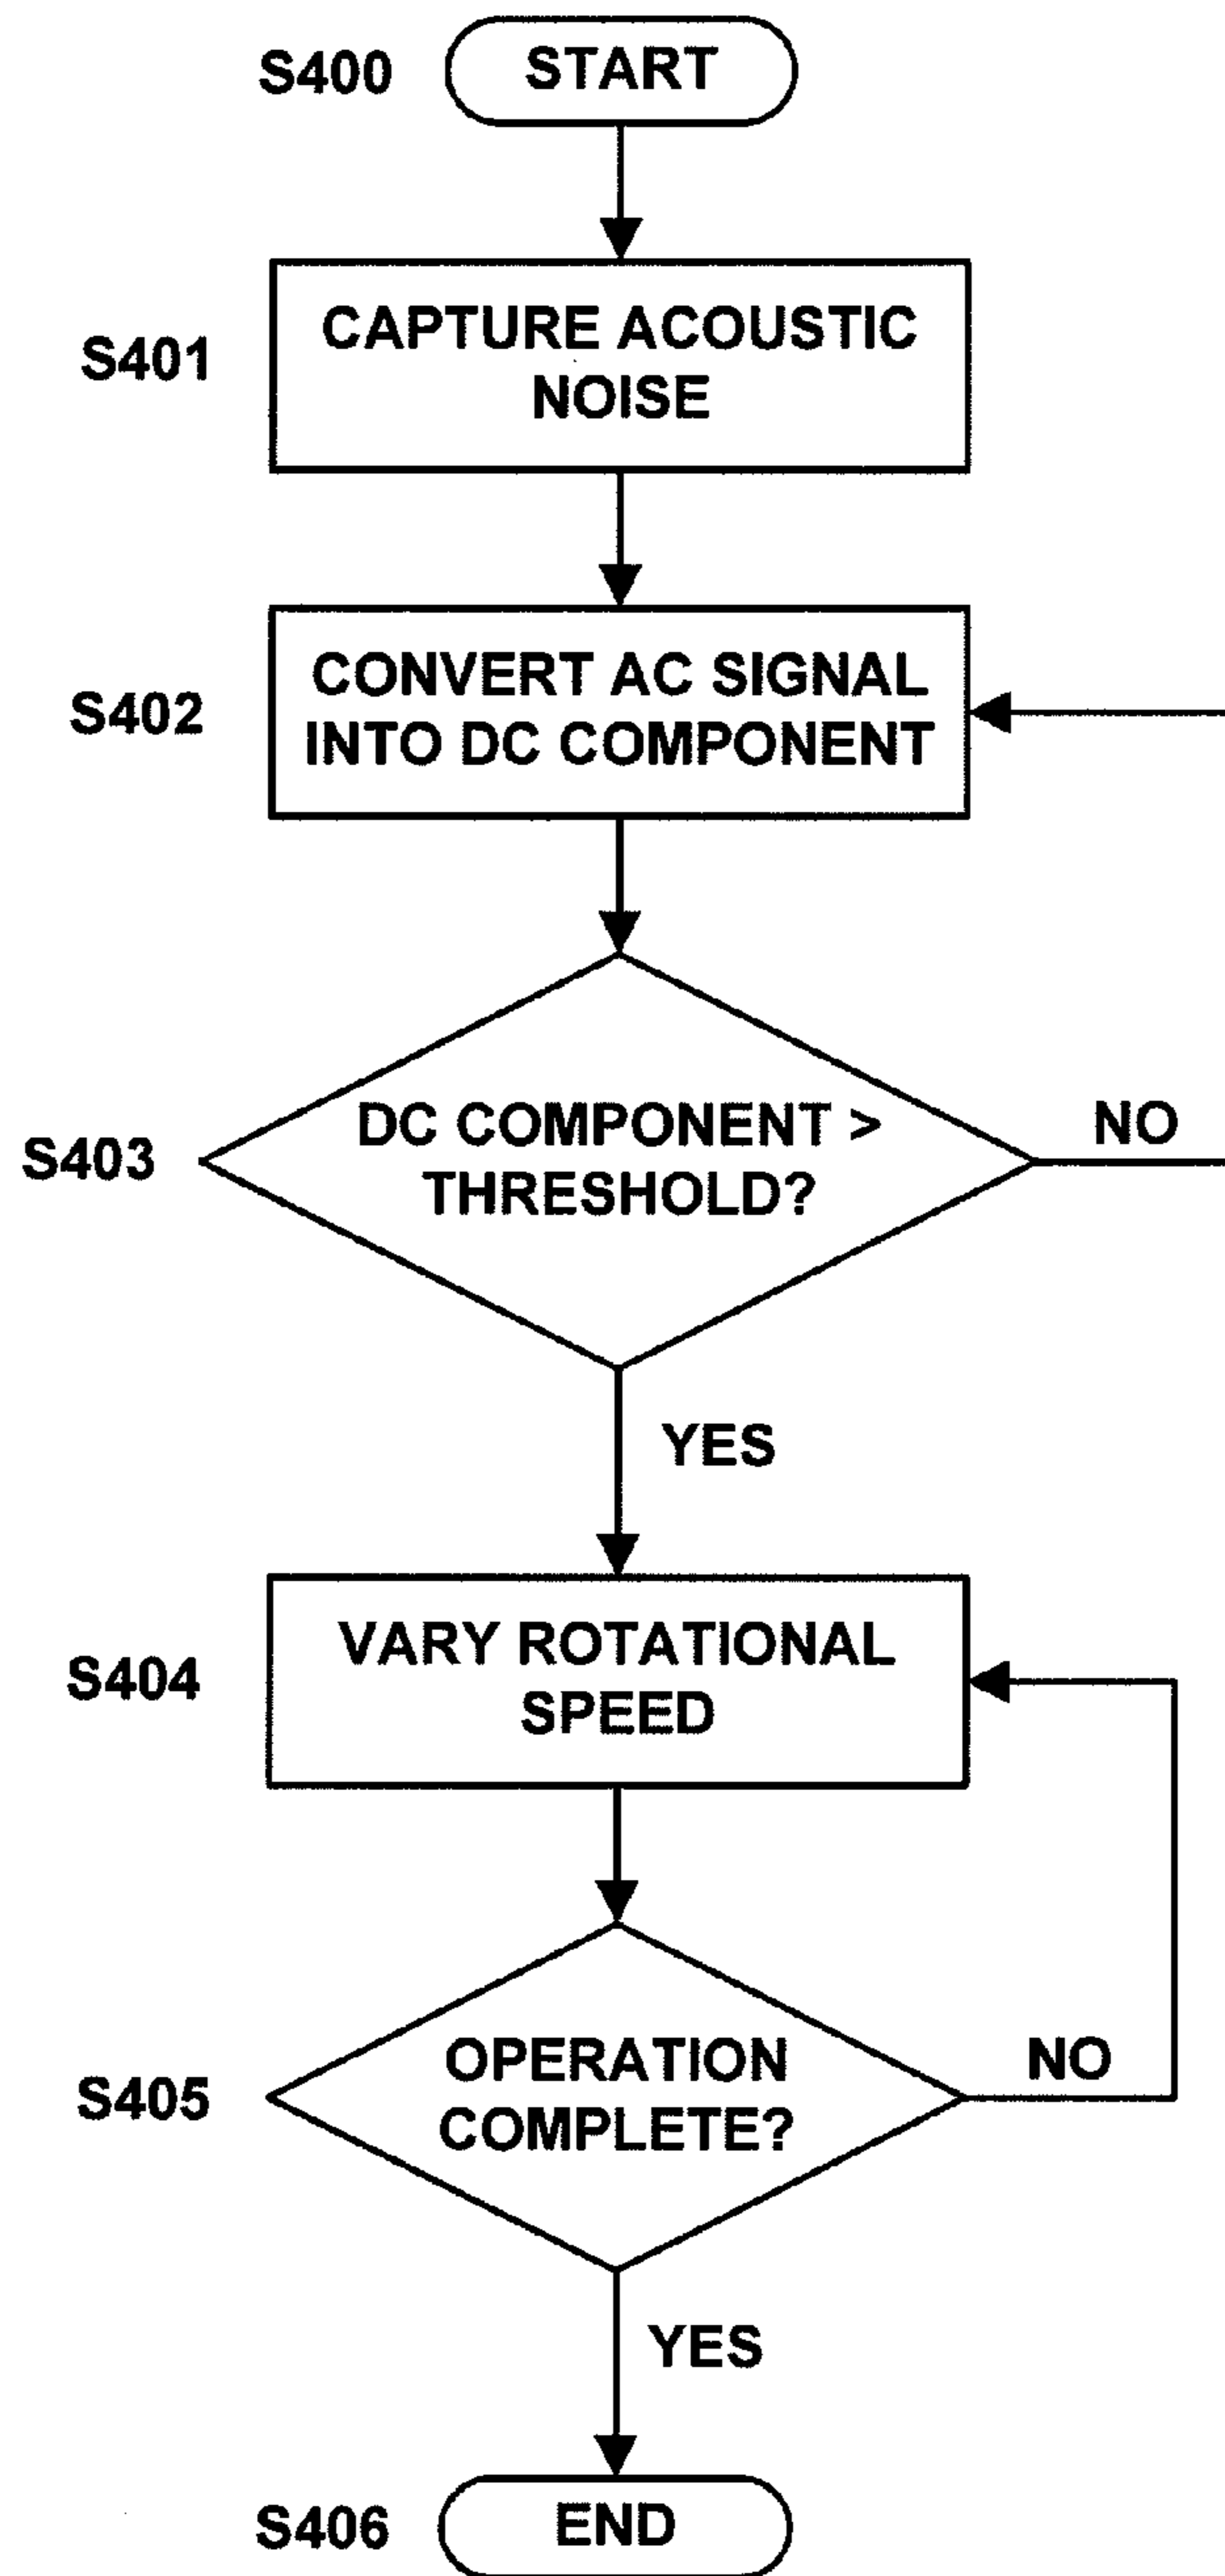 S400
START
S401
CAPTURE ACOUSTIC
NOISE
S402
CONVERT AC SIGNAL
INTO DC COMPONENT
S403
DC COMPONENT >
THRESHOLD?
NO
YES
S404
VARY ROTATIONAL
SPEED
S405
OPERATION
COMPLETE?
NO
YES
S406
END